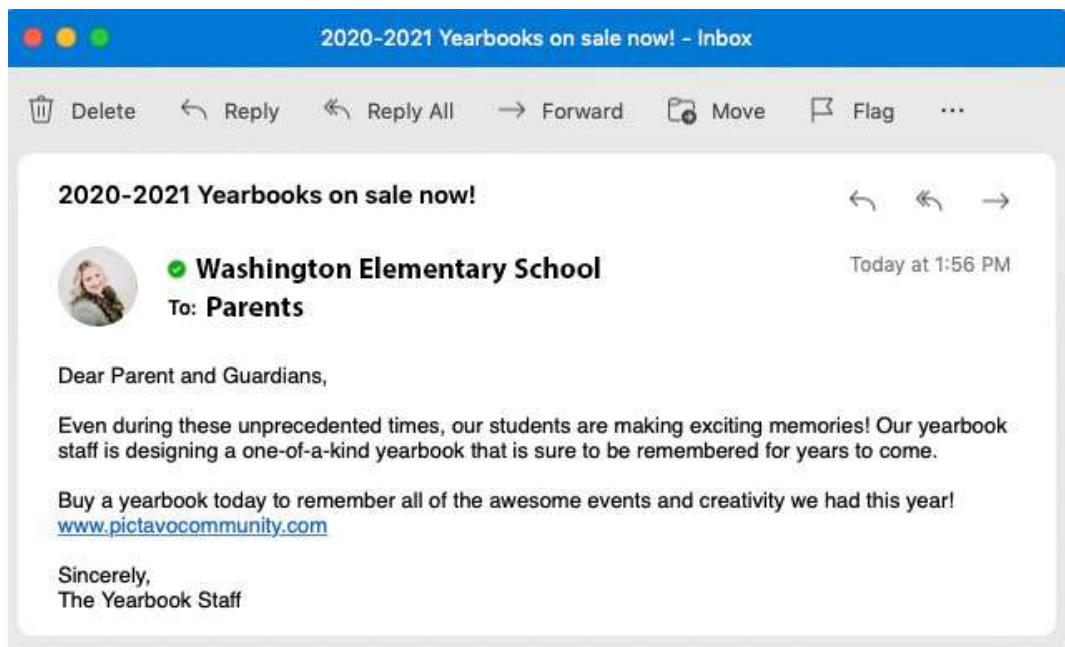 2020-2021 Yearbooks on sale now! – Inbox
Delete Reply Reply All Forward Move Flag ...
2020-2021 Yearbooks on sale now!
Washington Elementary School
Today at 1:56 PM
To: Parents
Dear Parent and Guardians,
Even during these unprecedented times, our students are making exciting memories! Our yearbook
staff is designing a one-of-a-kind yearbook that is sure to be remembered for years to come.
Buy a yearbook today to remember all of the awesome events and creativity we had this year!
www.pictavocommunity.com
Sincerely,
The Yearbook Staff